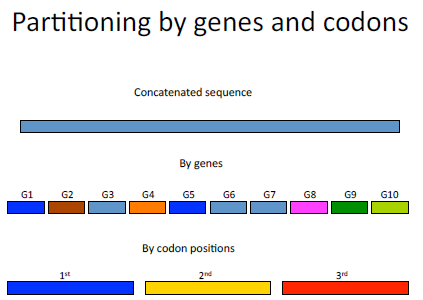 Partitioning by genes and codons
Concatenated sequence
By genes
G1 G2 G3 G4 G5 G6 G7 G8 G9 G10
By codon positions
1st 2nd 3rd